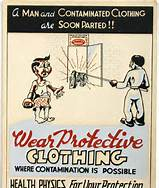 A MAN AND CONTAMINATED CLOTHING
ARE SOON PARTED!!
Wear Protective
CLOTHING
WHERE CONTAMINATION IS POSSIBLE
HEALTH PHYSICS For Your Protection